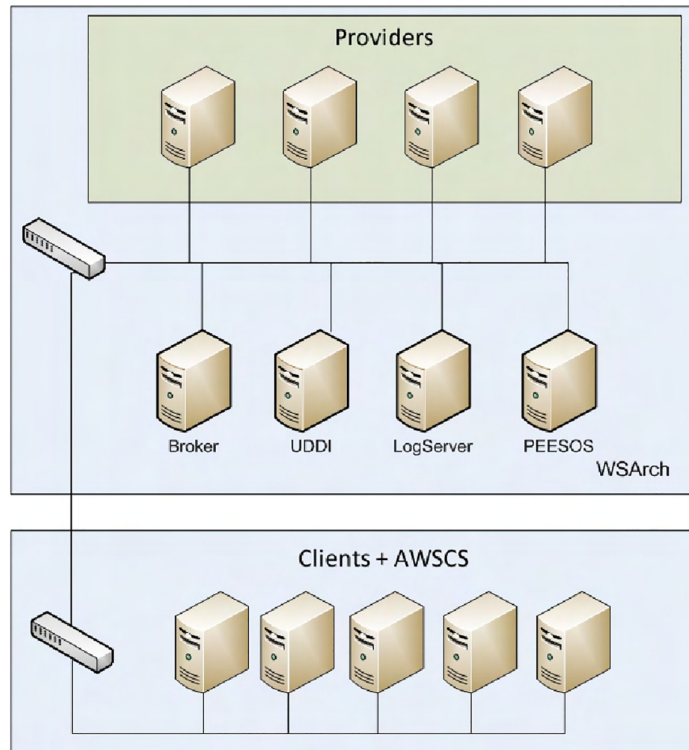 Providers
Broker
UDDI
LogServer
PEESOS
WSArch
Clients + AWSCS